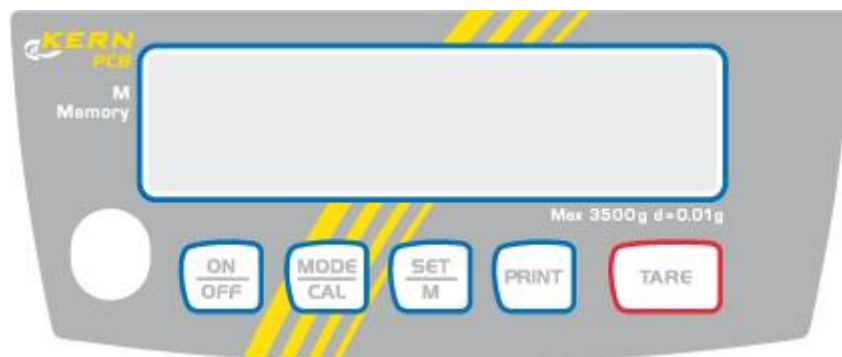 KERN
PCB
M
Memory
Max 3500g d=0.01g
ON
OFF
MODE
CAL
SET
M
PRINT
TARE